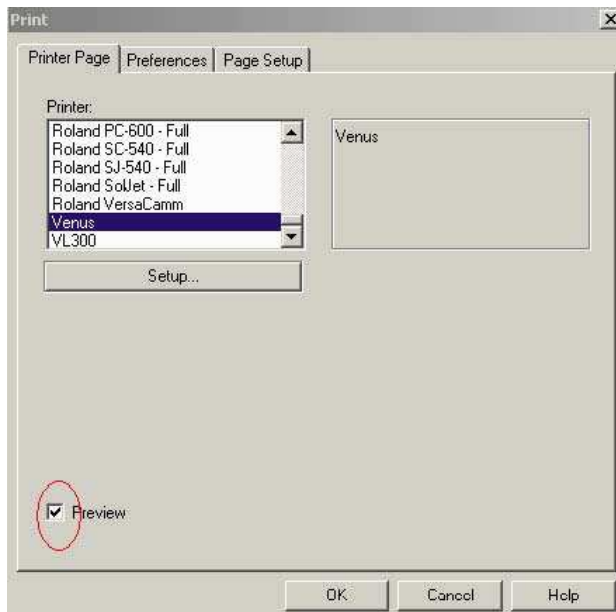 Print
Printer Page Preferences Page Setup
Printer:
Roland PC-600 - Full
Roland SC-540 - Full
Roland SJ-540 - Full
Roland SolJet - Full
Roland VersaCamm
Venus
VL300
Venus
Setup...
Preview
OK Cancel Help